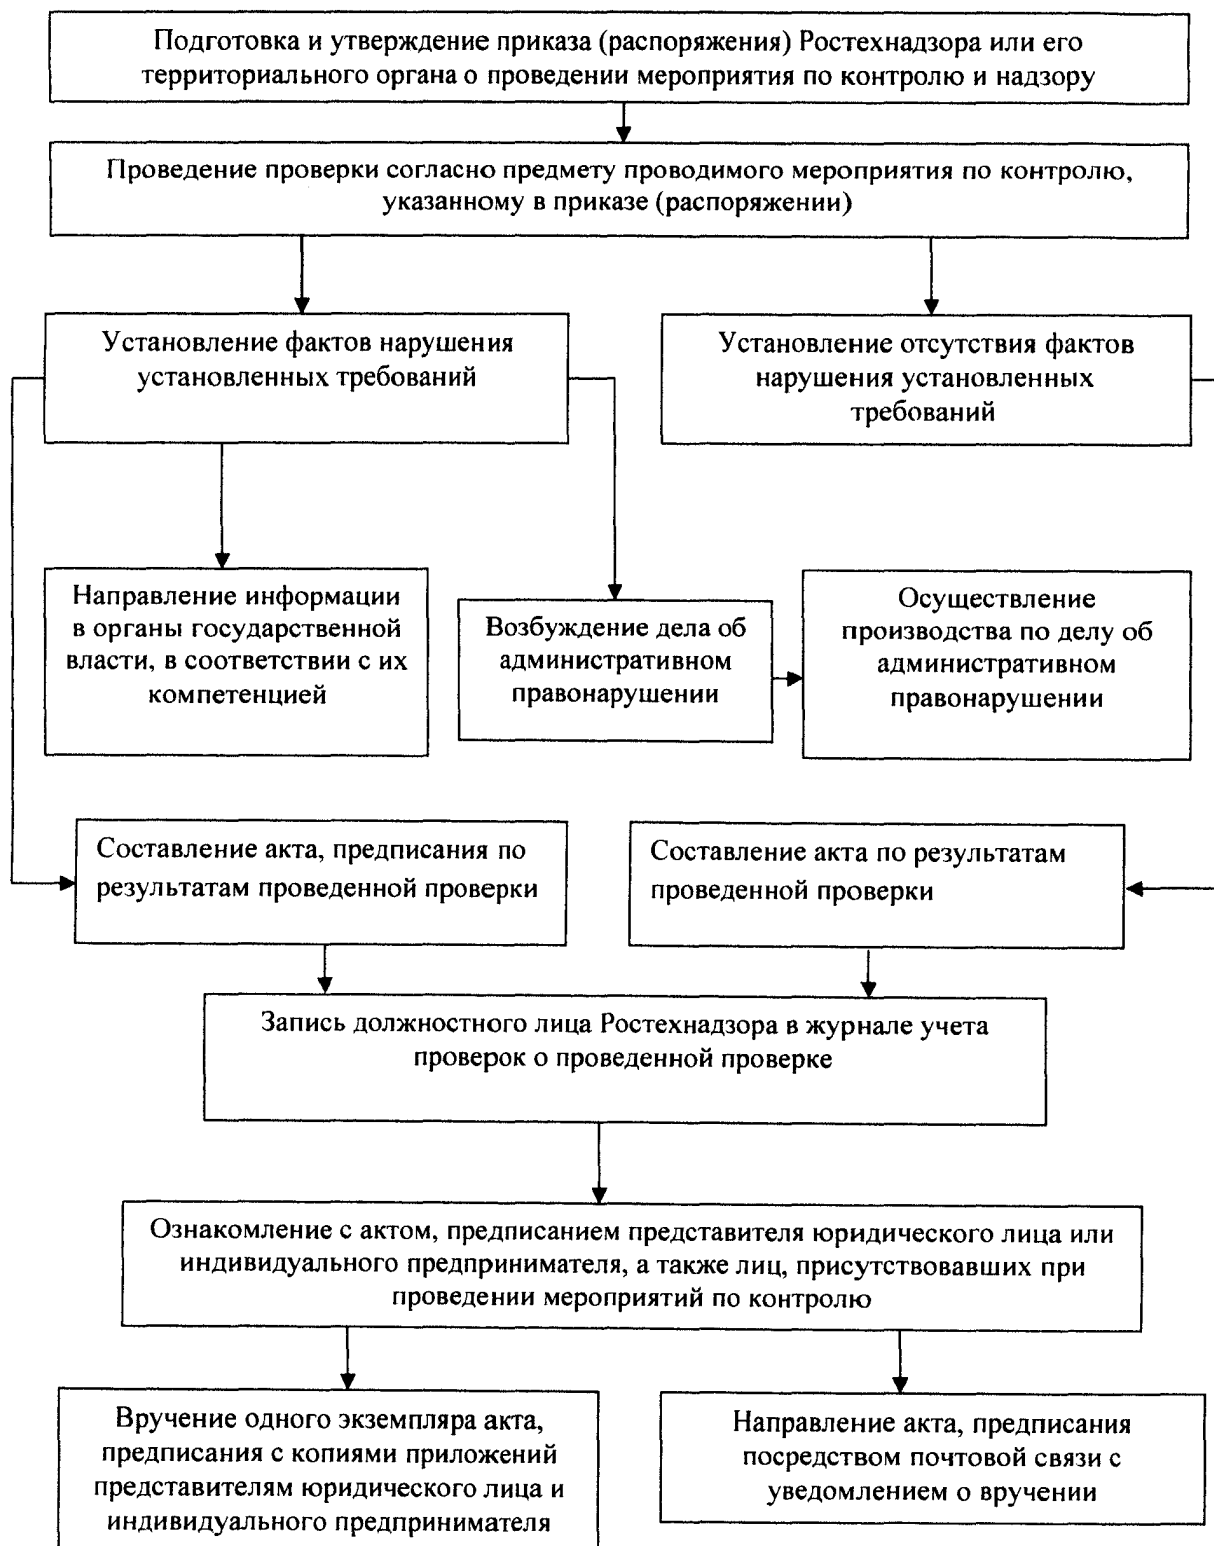 Подготовка и утверждение приказа (распоряжения) Ростехнадзора или его
территориального органа о проведении мероприятия по контролю и надзору
Проведение проверки согласно предмету проводимого мероприятия по контролю,
указанному в приказе (распоряжении)
Установление фактов нарушения
установленных требований
Установление отсутствия фактов
нарушения установленных
требований
Направление информации
в органы государственной
власти, в соответствии с их
компетенцией
Возбуждение дела об
административном
правонарушении
Осуществление
производства по делу об
административном
правонарушении
Составление акта, предписания по
результатам проведенной проверки
Составление акта по результатам
проведенной проверки
Запись должностного лица Ростехнадзора в журнале учета
проверок о проведенной проверке
Ознакомление с актом, предписанием представителя юридического лица или
индивидуального предпринимателя, а также лиц, присутствовавших при
проведении мероприятий по контролю
Вручение одного экземпляра акта,
предписания с копиями приложений
представителям юридического лица и
индивидуального предпринимателя
Направление акта, предписания
посредством почтовой связи с
уведомлением о вручении